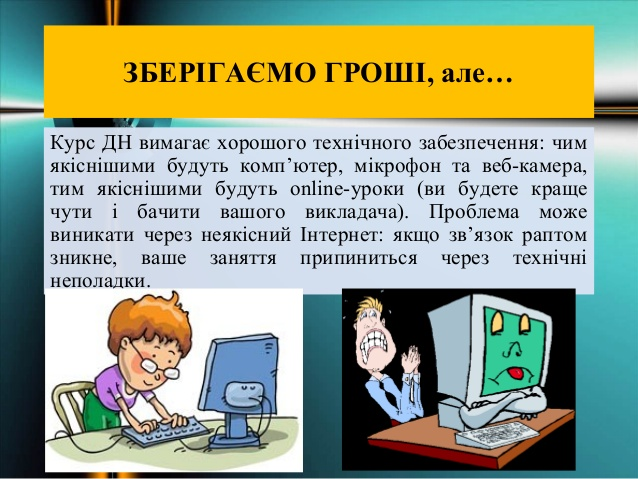 ЗБЕРІГАЄМО ГРОШІ, але…
Курс ДН вимагає хорошого технічного забезпечення: чим
якіснішими будуть комп’ютер, мікрофон та веб-камера,
тим якіснішими будуть online-уроки (ви будете краще
чути і бачити вашого викладача). Проблема може
виникати через неякісний Інтернет: якщо зв’язок раптом
зникне, ваше заняття припиниться через технічні
неполадки.